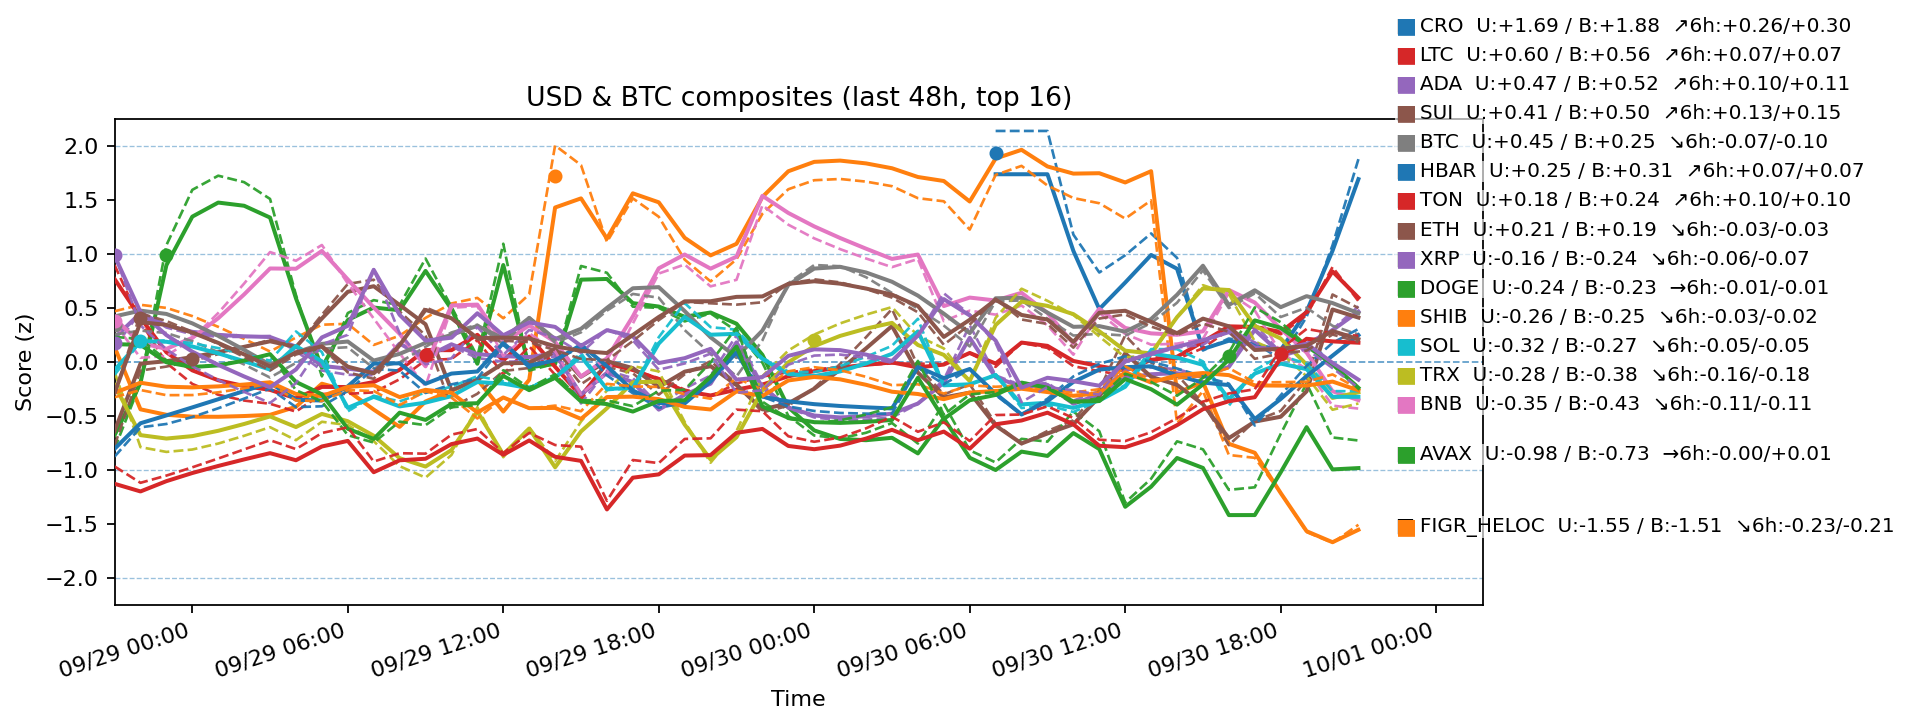 CRO U:+1.69 / B:+1.88 ↗6h:+0.26/+0.30
LTC U:+0.60 / B:+0.56 ↗6h:+0.07/+0.07
ADA U:+0.47 / B:+0.52 ↗6h:+0.10/+0.11
SUI U:+0.41 / B:+0.50 ↗6h:+0.13/+0.15
BTC U:+0.45 / B:+0.25 ↘6h:-0.07/-0.10
HBAR U:+0.25 / B:+0.31 ↗6h:+0.07/+0.07
TON U:+0.18 / B:+0.24 ↗6h:+0.10/+0.10
ETH U:+0.21 / B:+0.19 ↘6h:-0.03/-0.03
XRP U:-0.16 / B:-0.24 ↘6h:-0.06/-0.07
DOGE U:-0.24 / B:-0.23 →6h:-0.01/-0.01
SHIB U:-0.26 / B:-0.25 ↘6h:-0.03/-0.02
SOL U:-0.32 / B:-0.27 ↘6h:-0.05/-0.05
TRX U:-0.28 / B:-0.38 ↘6h:-0.16/-0.18
BNB U:-0.35 / B:-0.43 ↘6h:-0.11/-0.11
AVAX U:-0.98 / B:-0.73 →6h:-0.00/+0.01
FIGR_HELOC U:-1.55 / B:-1.51 ↘6h:-0.23/-0.21
USD & BTC composites (last 48h, top 16)
Score (z)
2.0
1.5
1.0
0.5
0.0
−0.5
−1.0
−1.5
−2.0
09/29 00:00
09/29 06:00
09/29 12:00
09/29 18:00
09/30 00:00
09/30 06:00
09/30 12:00
09/30 18:00
10/01 00:00
Time